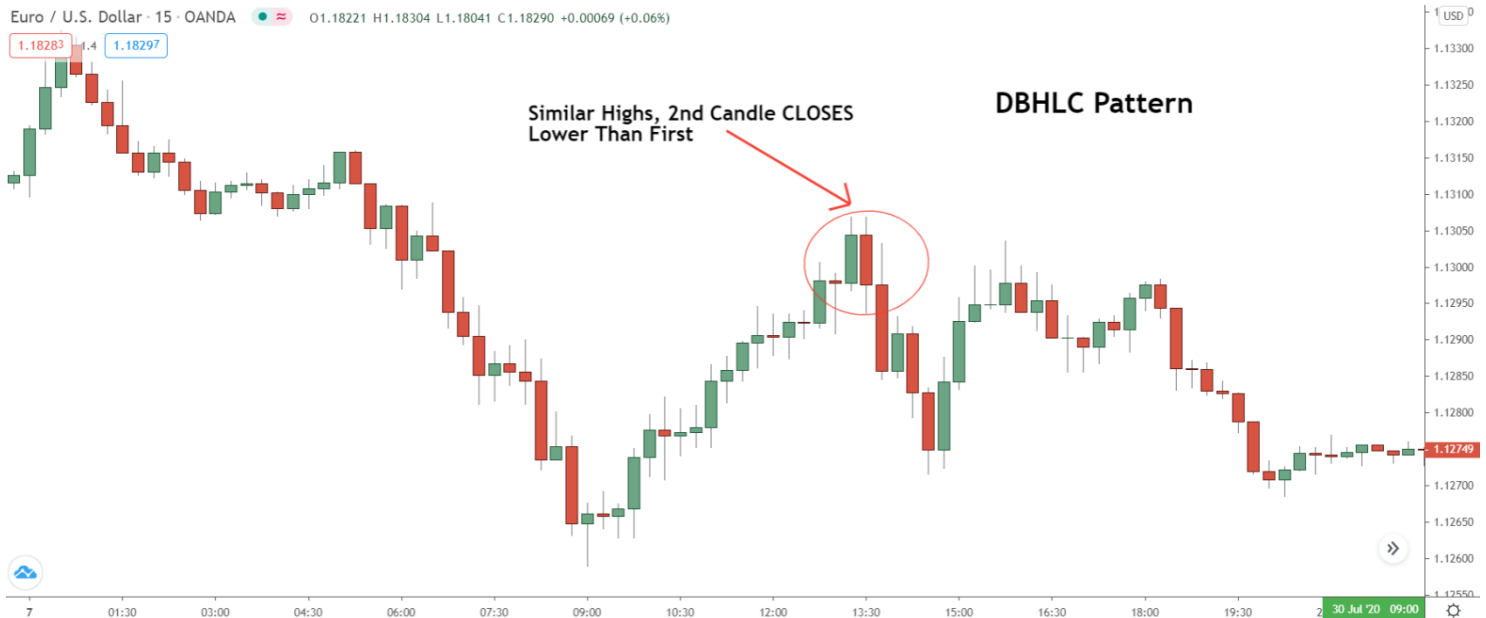 Euro / U.S. Dollar · 15 · OANDA
O1.18221 H1.18304 L1.18041 C1.18290 +0.00069 (+0.06%)
USD
1.18283 1.4 1.18297
DBHLC Pattern
Similar Highs, 2nd Candle CLOSES
Lower Than First
1.13300
1.13250
1.13200
1.13150
1.13100
1.13050
1.13000
1.12950
1.12900
1.12850
1.12800
1.12749
1.12700
1.12650
1.12600
1.12550
7 01:30 03:00 04:30 06:00 07:30 09:00 10:30 12:00 13:30 15:00 16:30 18:00 19:30 30 Jul '20 09:00